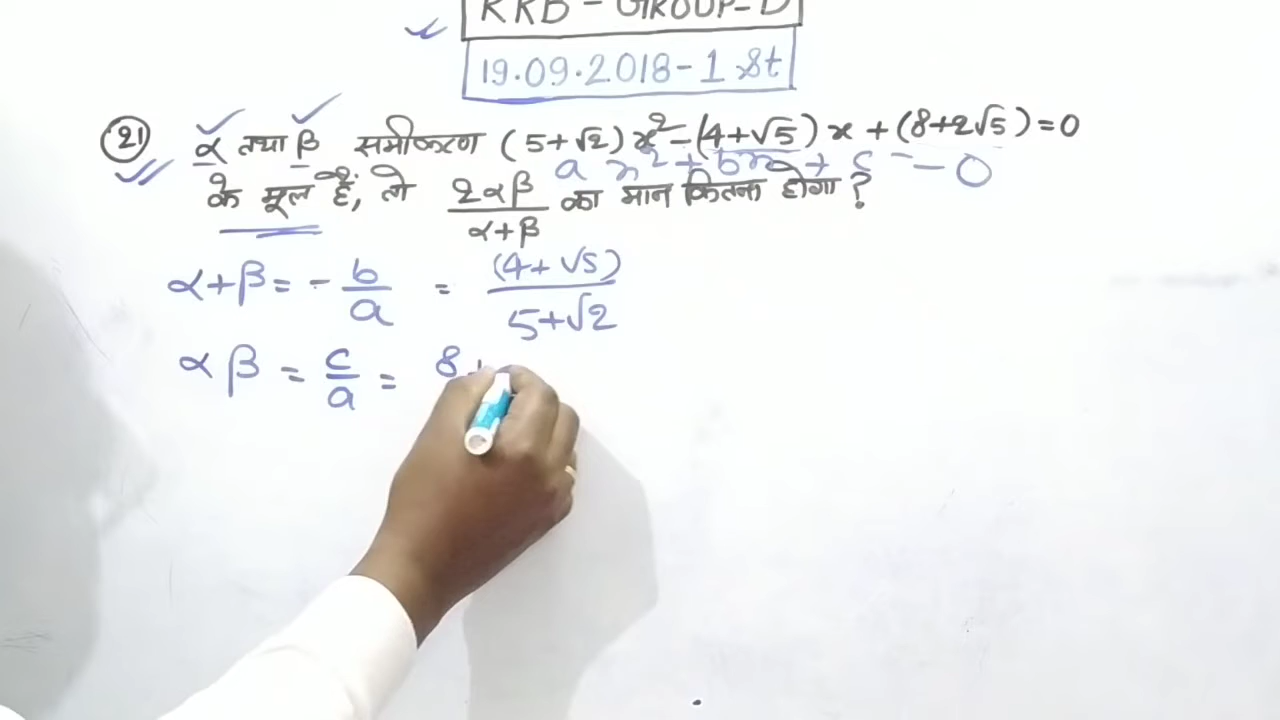 RRB - GROUP-D
19.09.2018-1 st
21 α तथा β समीकरण (5+√2)x²-(4+√5)x+(8+2√5)=0
a x² + bx + c = 0
के मूल हैं, तो 2αβ/α+β का मान कितना होगा?
α+β = - b/a = (4+√5)/5+√2
αβ = c/a = 8+